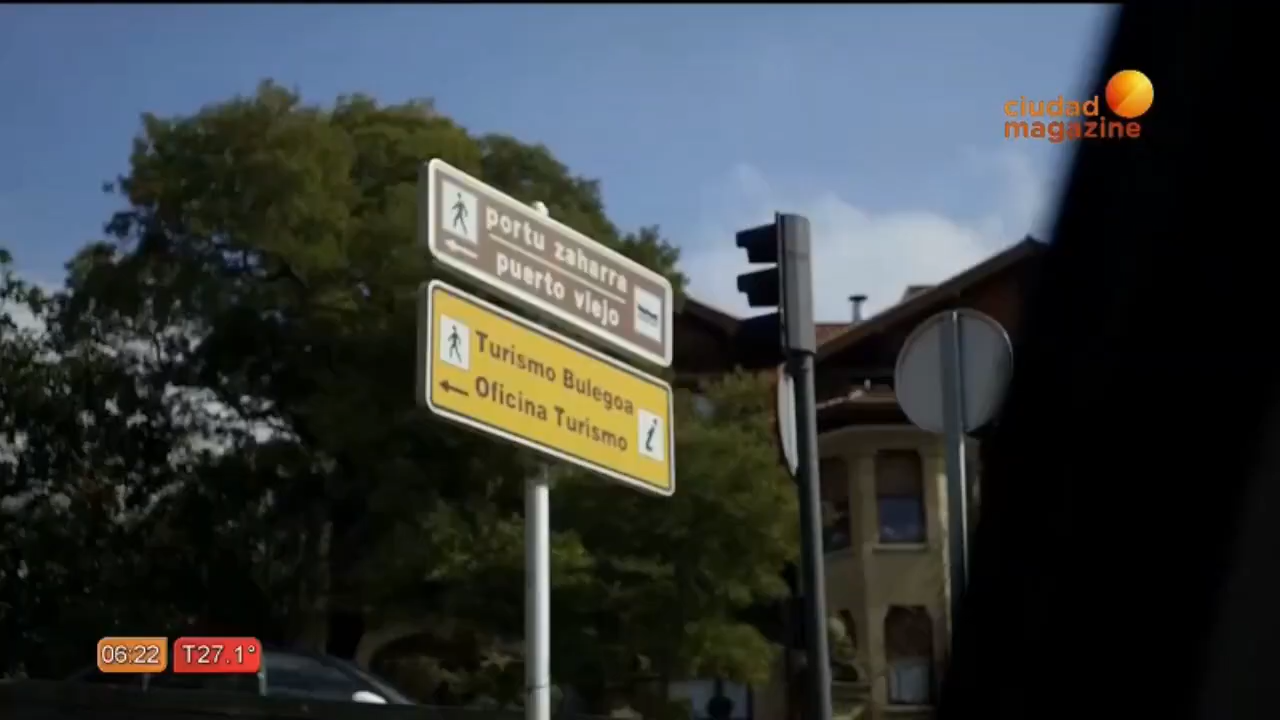 ciudad
magazine
portu zaharra
puerto viejo
Turismo Bulegoa
Oficina Turismo
i
06:22 T27.1°